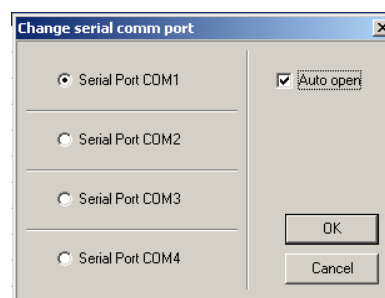 Change serial comm port
Serial Port COM1
Auto open
Serial Port COM2
Serial Port COM3
OK
Serial Port COM4
Cancel